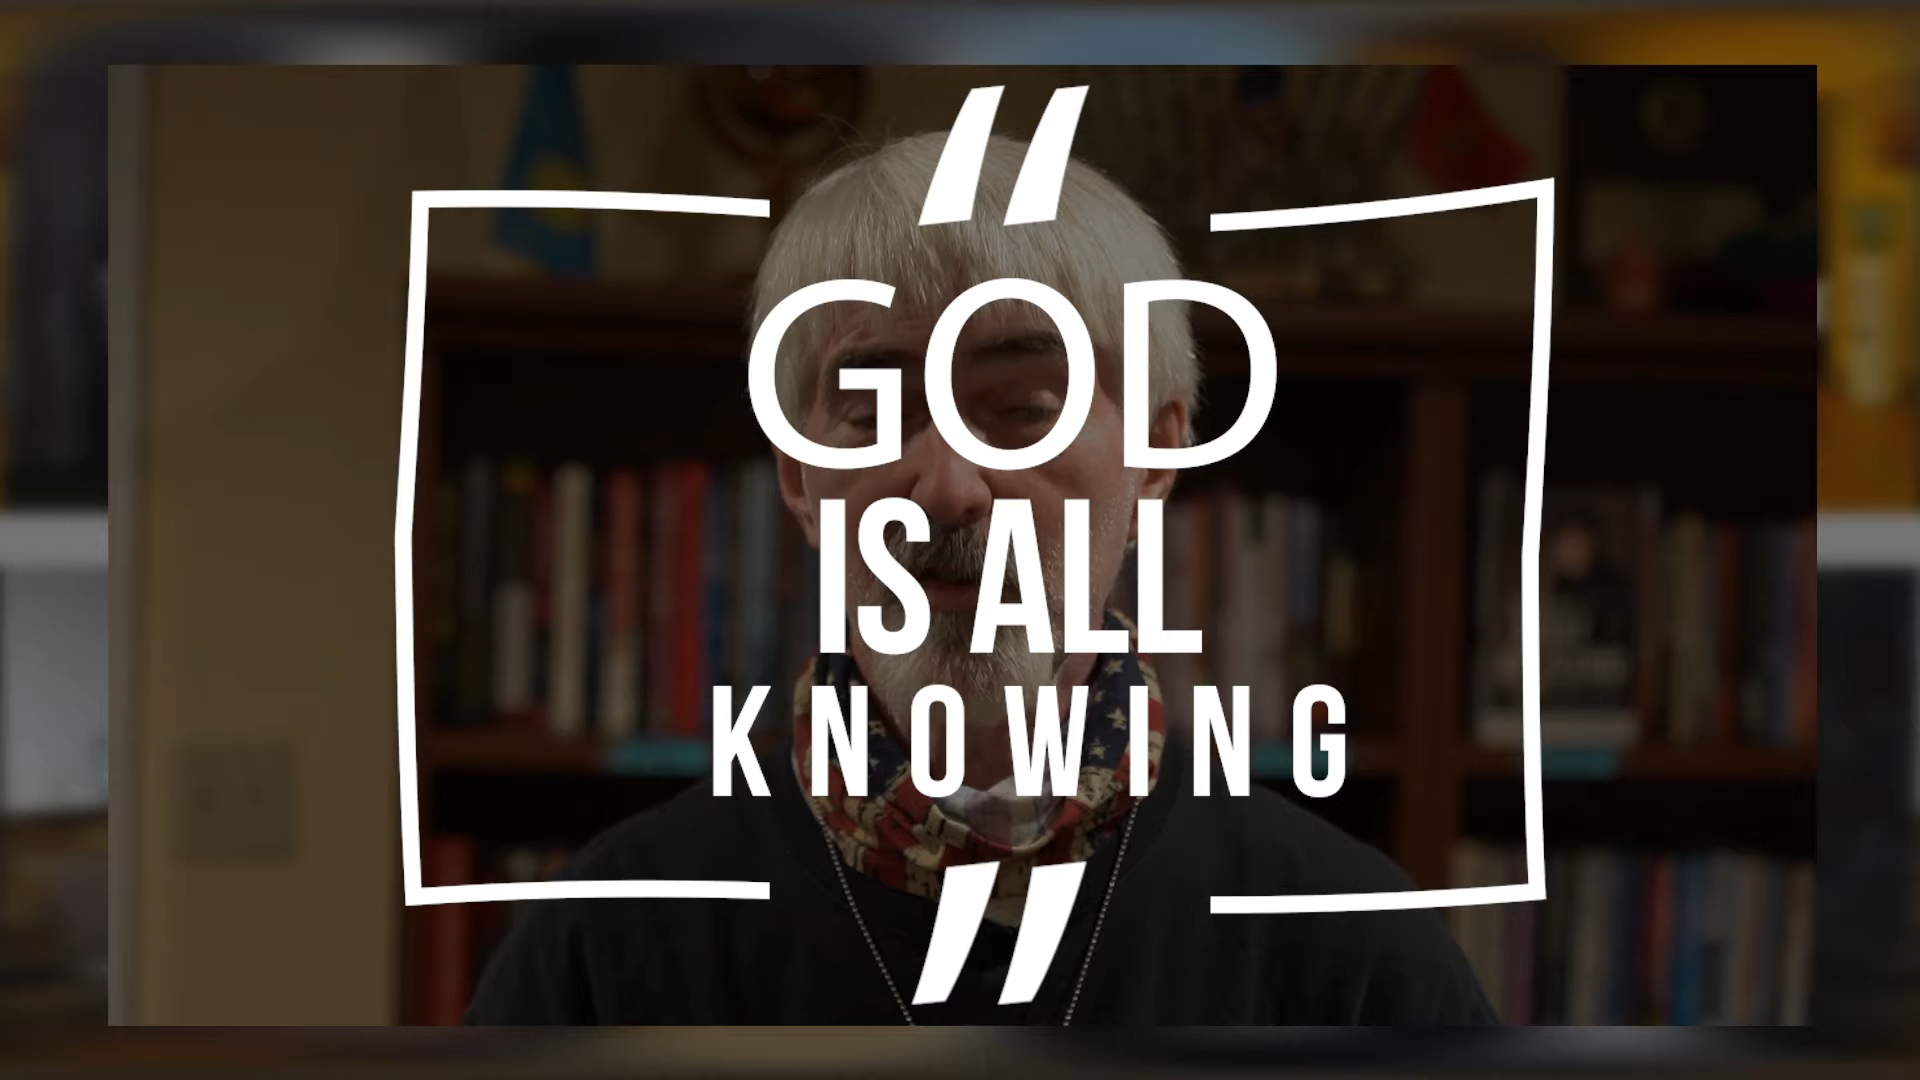 “
GOD
IS ALL
KNOWING
”